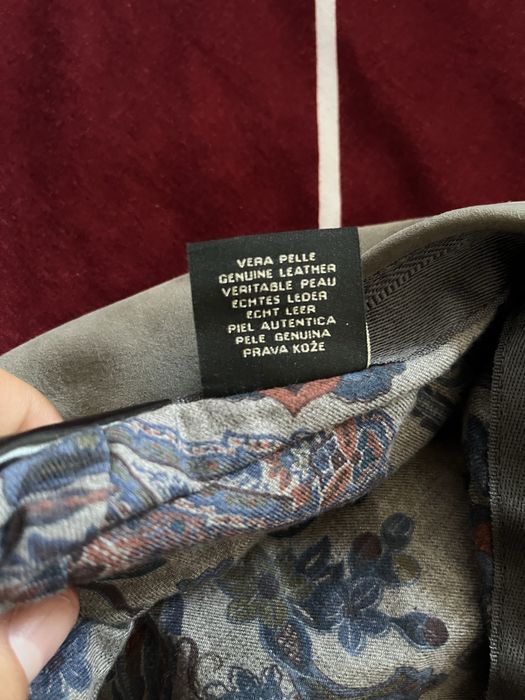 VERA PELLE
GENUINE LEATHER
VERITABLE PEAU
ECHTES LEDER
ECHT LEER
PIEL AUTENTICA
PELE GENUINA
PRAVA KOŽE